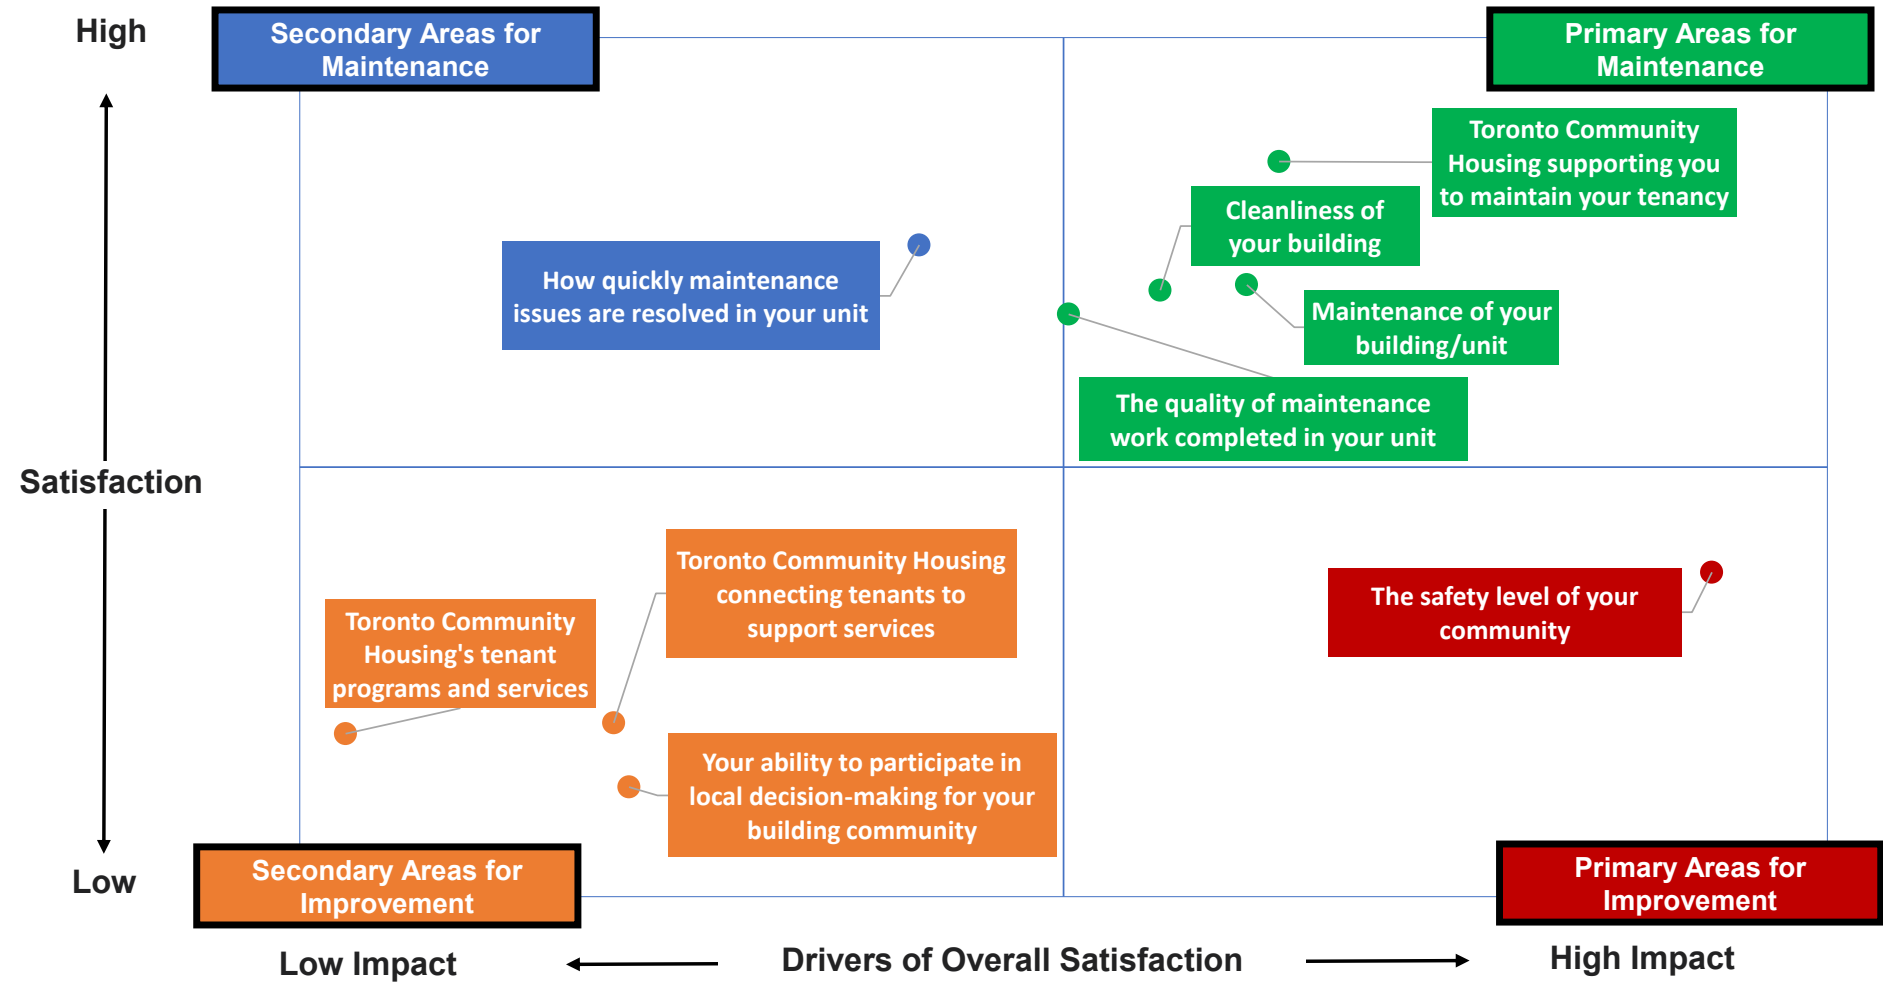 High
Secondary Areas for
Maintenance
Primary Areas for
Maintenance
Toronto Community
Housing supporting you
to maintain your tenancy
Cleanliness of
your building
How quickly maintenance
issues are resolved in your unit
Maintenance of your
building/unit
The quality of maintenance
work completed in your unit
Satisfaction
Toronto Community Housing
connecting tenants to
support services
Toronto Community
Housing's tenant
programs and services
The safety level of your
community
Your ability to participate in
local decision-making for your
building community
Low
Secondary Areas for
Improvement
Primary Areas for
Improvement
Low Impact
Drivers of Overall Satisfaction
High Impact